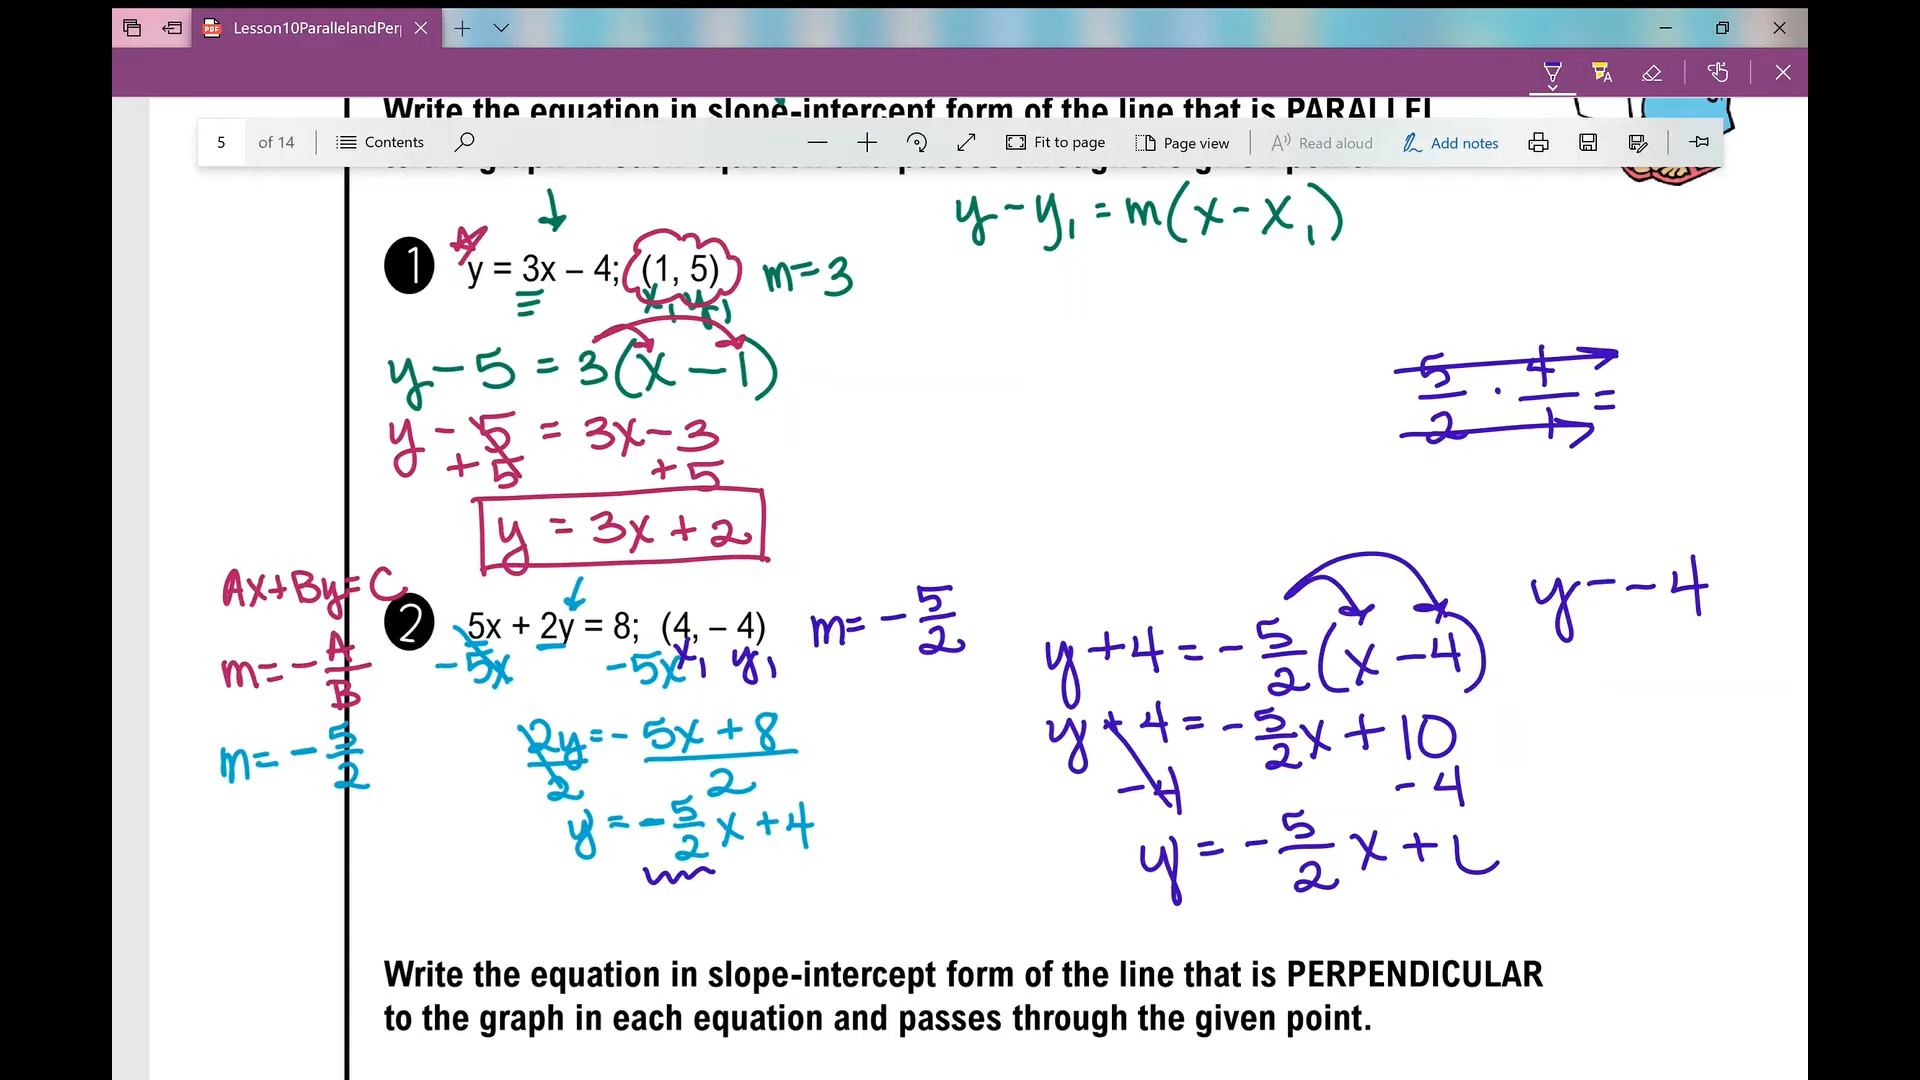 Lesson10ParallelandPer
Write the equation in slope-intercept form of the line that is PARALLEL
5 of 14 Contents Fit to page Page view Read aloud Add notes
y - y₁ = m(x - x₁)
1 y = 3x – 4; (1, 5) m = 3
x₁ y₁
y - 5 = 3(x - 1)
y - 5 = 3x - 3
+5 +5
y = 3x + 2
5/2 · 4/1 =
Ax + By = C
m = -A/B
m = -5/2
2 5x + 2y = 8; (4, – 4) m = -5/2
-5x -5x x₁ y₁
2y/2 = -5x + 8/2
y = -5/2 x + 4
y - - 4
y + 4 = -5/2 (x - 4)
y + 4 = -5/2 x + 10
-4 -4
y = -5/2 x +
Write the equation in slope-intercept form of the line that is PERPENDICULAR
to the graph in each equation and passes through the given point.